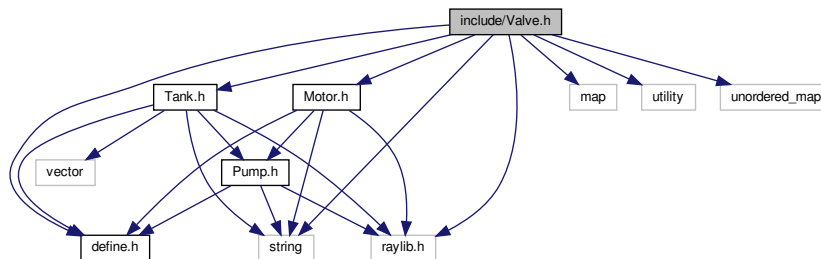 include/Valve.h
Tank.h
Motor.h
map
utility
unordered_map
vector
Pump.h
define.h
string
raylib.h